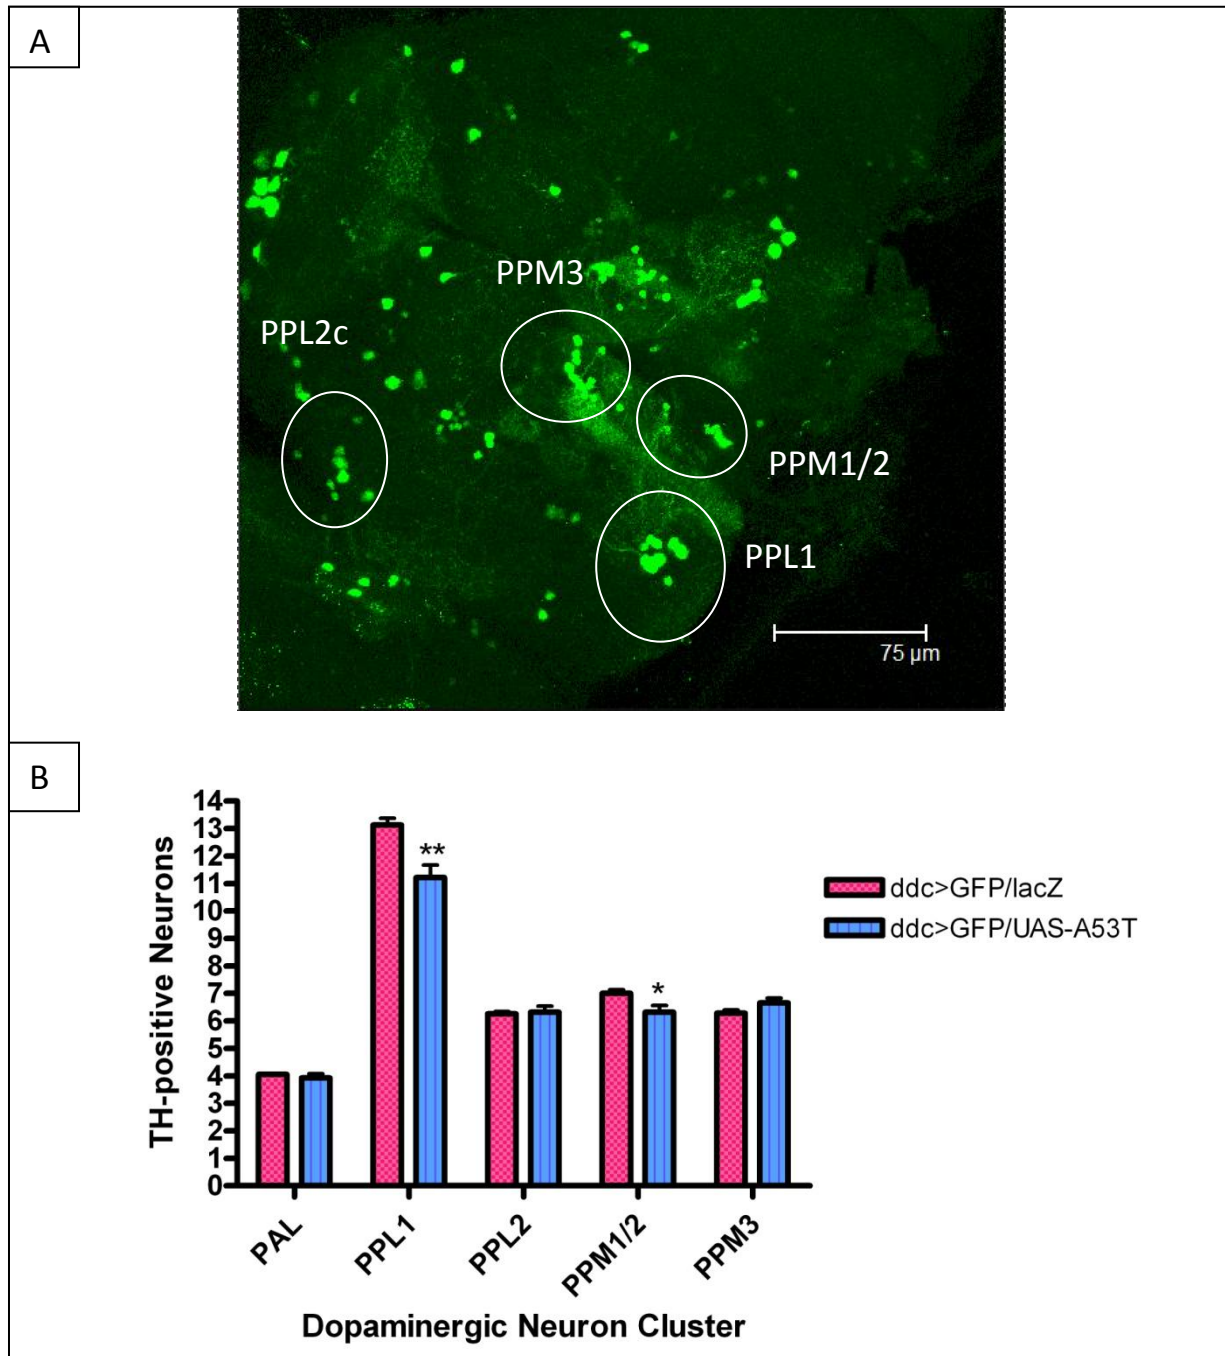 A
PPM3
PPL2c
PPM1/2
PPL1
75 µm
B
TH-positive Neurons
14
13
12
11
10
9
8
7
6
5
4
3
2
1
0
**
*
ddc>GFP/lacZ
ddc>GFP/UAS-A53T
PAL
PPL1
PPL2
PPM1/2
PPM3
Dopaminergic Neuron Cluster